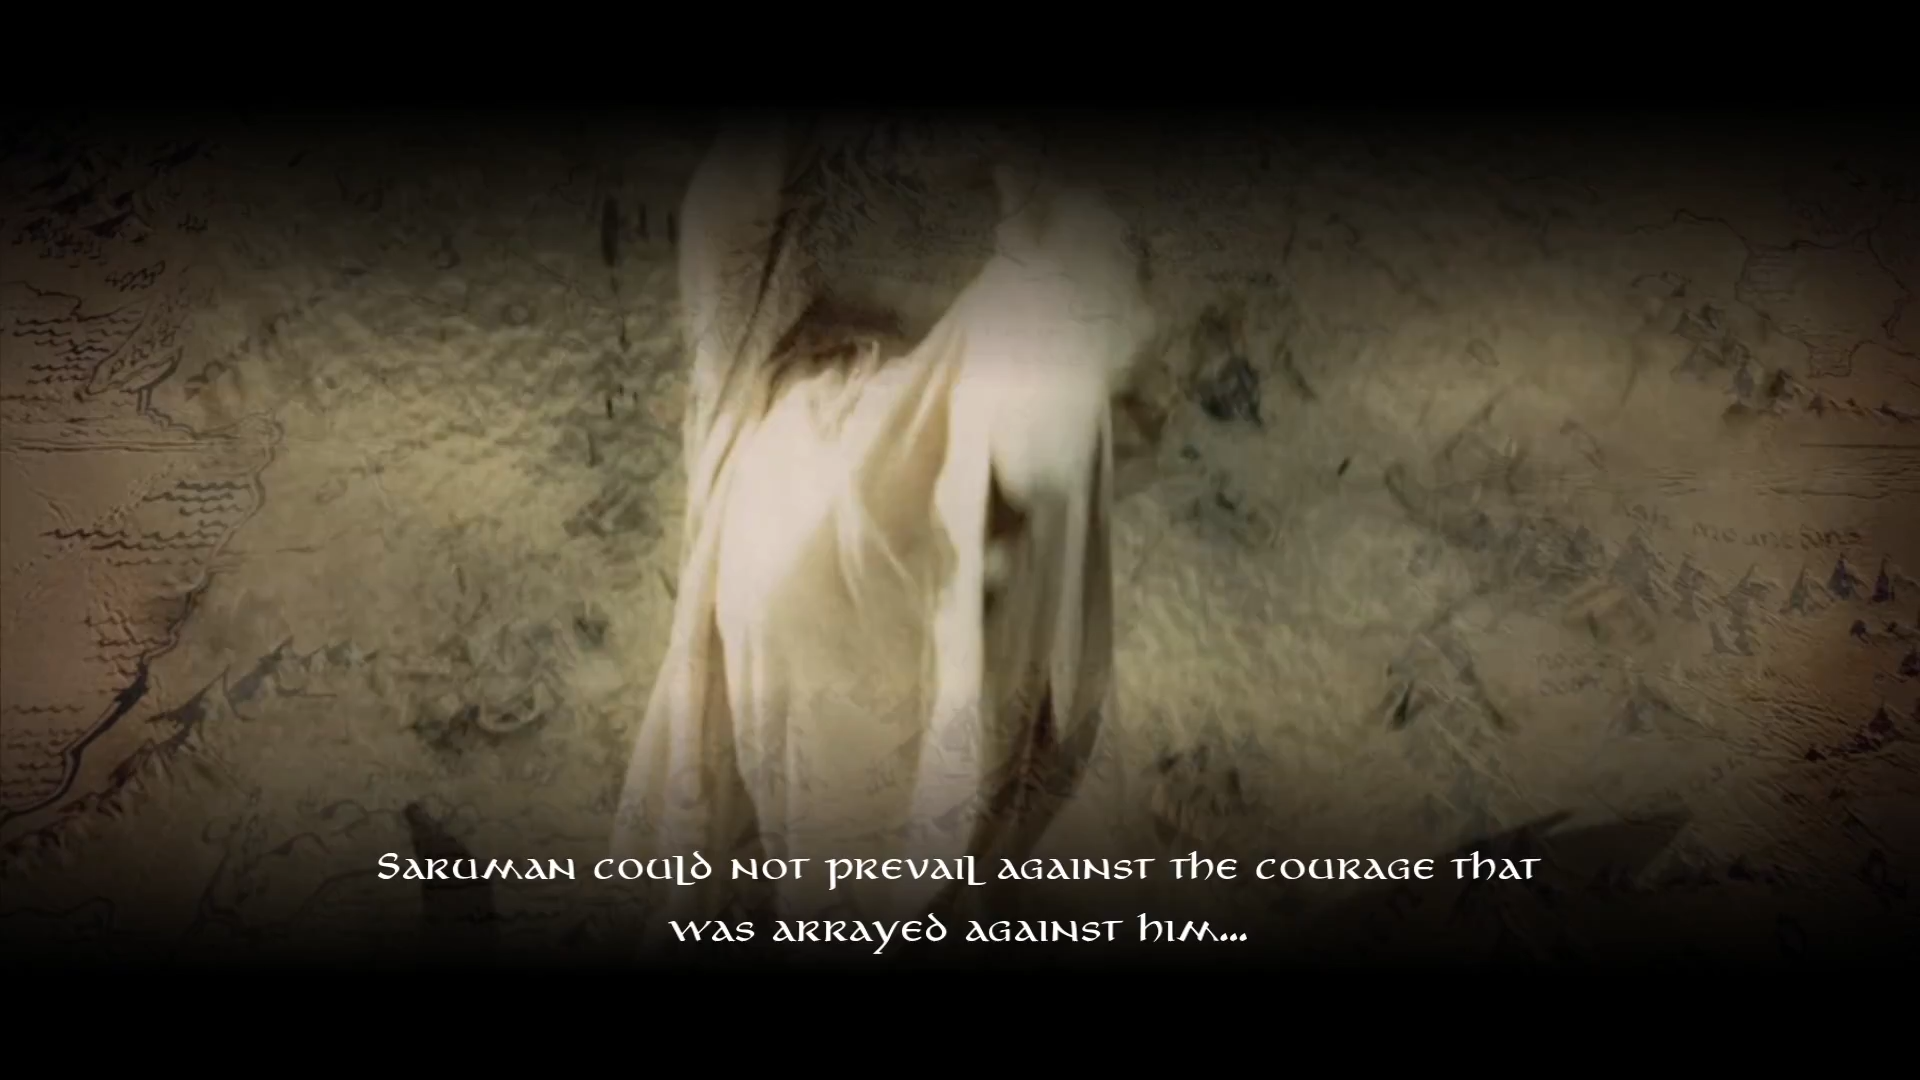 Saruman could not prevail against the courage that
was arrayed against him...